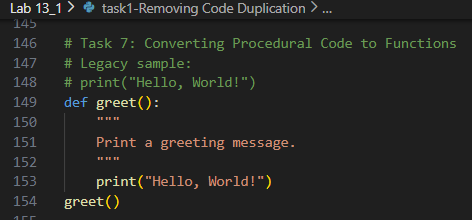 Lab 13_1 > task1-Removing Code Duplication > ...
145
146 # Task 7: Converting Procedural Code to Functions
147 # Legacy sample:
148 # print("Hello, World!")
149 def greet():
150     """
151     Print a greeting message.
152     """
153     print("Hello, World!")
154 greet()